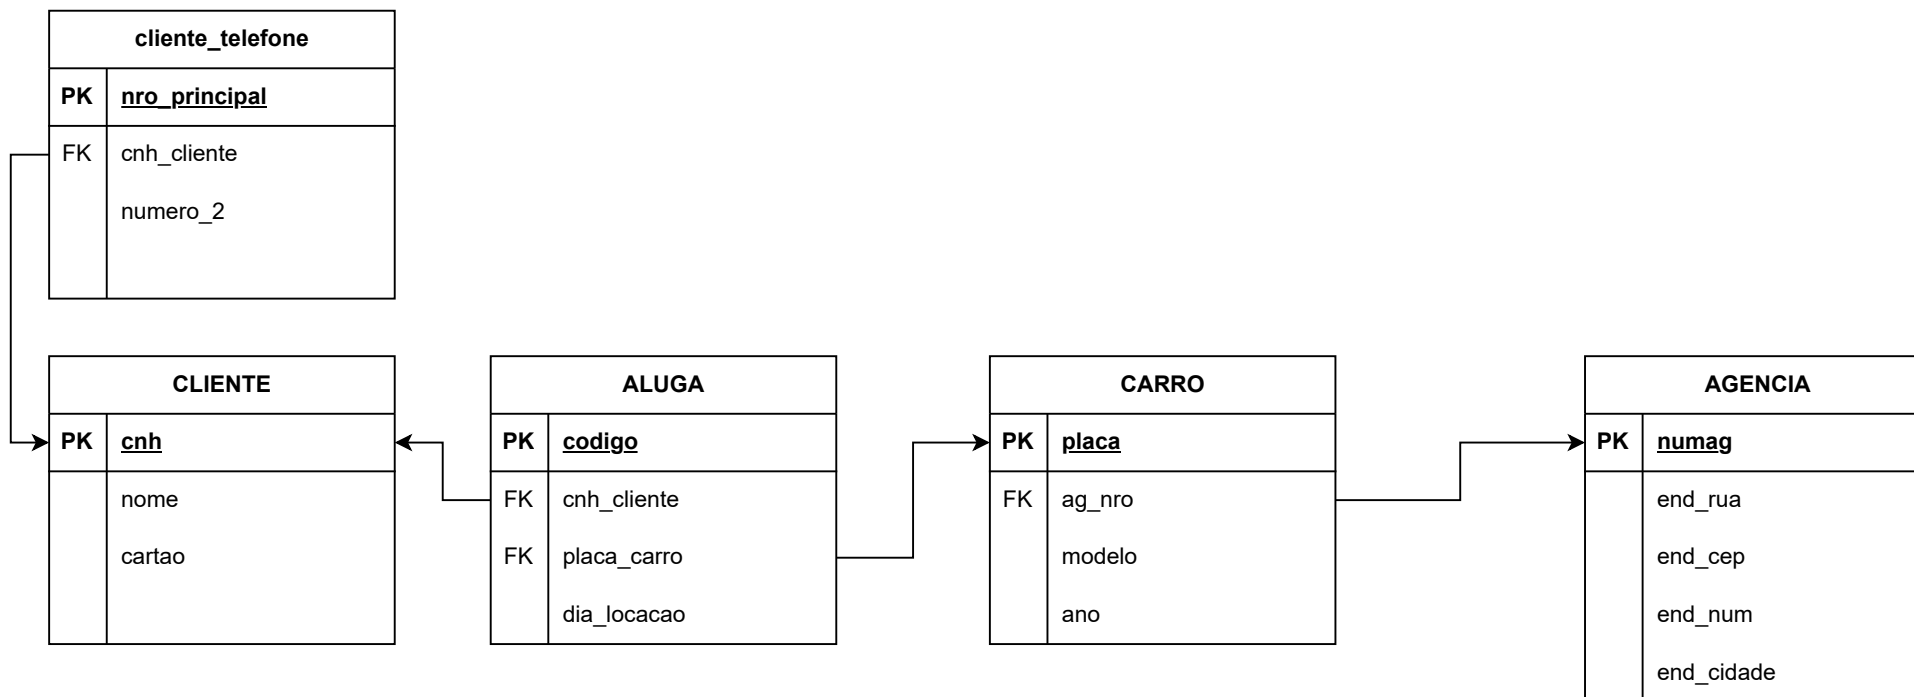 cliente_telefone
PK nro_principal
FK cnh_cliente
numero_2
CLIENTE
PK cnh
nome
cartao
ALUGA
PK codigo
FK cnh_cliente
FK placa_carro
dia_locacao
CARRO
PK placa
FK ag_nro
modelo
ano
AGENCIA
PK numag
end_rua
end_cep
end_num
end_cidade